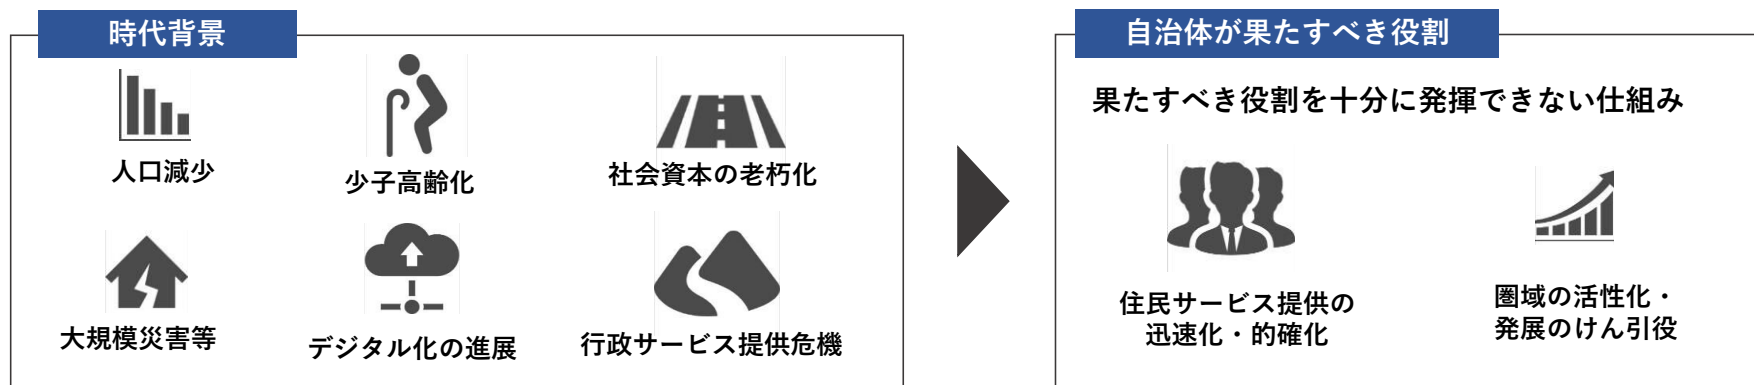 時代背景
人口減少
少子高齢化
社会資本の老朽化
大規模災害等
デジタル化の進展
行政サービス提供危機
自治体が果たすべき役割
果たすべき役割を十分に発揮できない仕組み
住民サービス提供の
迅速化・的確化
圏域の活性化・
発展のけん引役